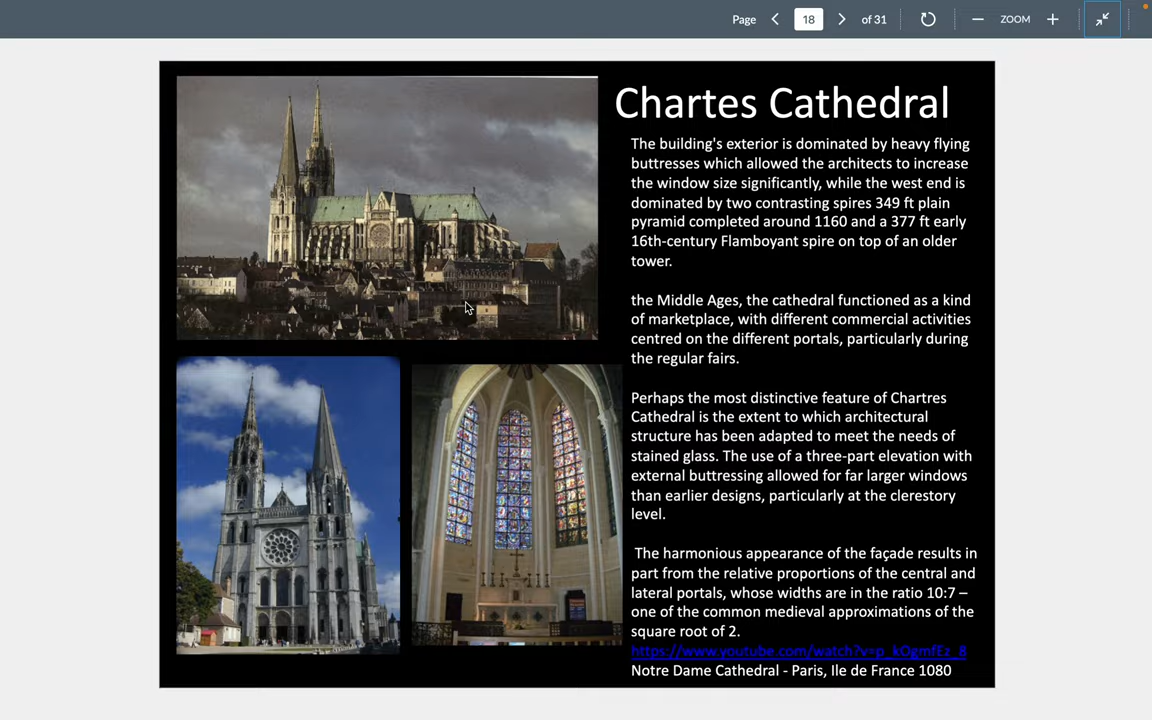 Page 18 of 31 ZOOM
Chartes Cathedral
The building's exterior is dominated by heavy flying
buttresses which allowed the architects to increase
the window size significantly, while the west end is
dominated by two contrasting spires 349 ft plain
pyramid completed around 1160 and a 377 ft early
16th-century Flamboyant spire on top of an older
tower.
the Middle Ages, the cathedral functioned as a kind
of marketplace, with different commercial activities
centred on the different portals, particularly during
the regular fairs.
Perhaps the most distinctive feature of Chartres
Cathedral is the extent to which architectural
structure has been adapted to meet the needs of
stained glass. The use of a three-part elevation with
external buttressing allowed for far larger windows
than earlier designs, particularly at the clerestory
level.
The harmonious appearance of the façade results in
part from the relative proportions of the central and
lateral portals, whose widths are in the ratio 10:7 –
one of the common medieval approximations of the
square root of 2.
https://www.youtube.com/watch?v=p_kOgmfEz_8
Notre Dame Cathedral - Paris, Ile de France 1080